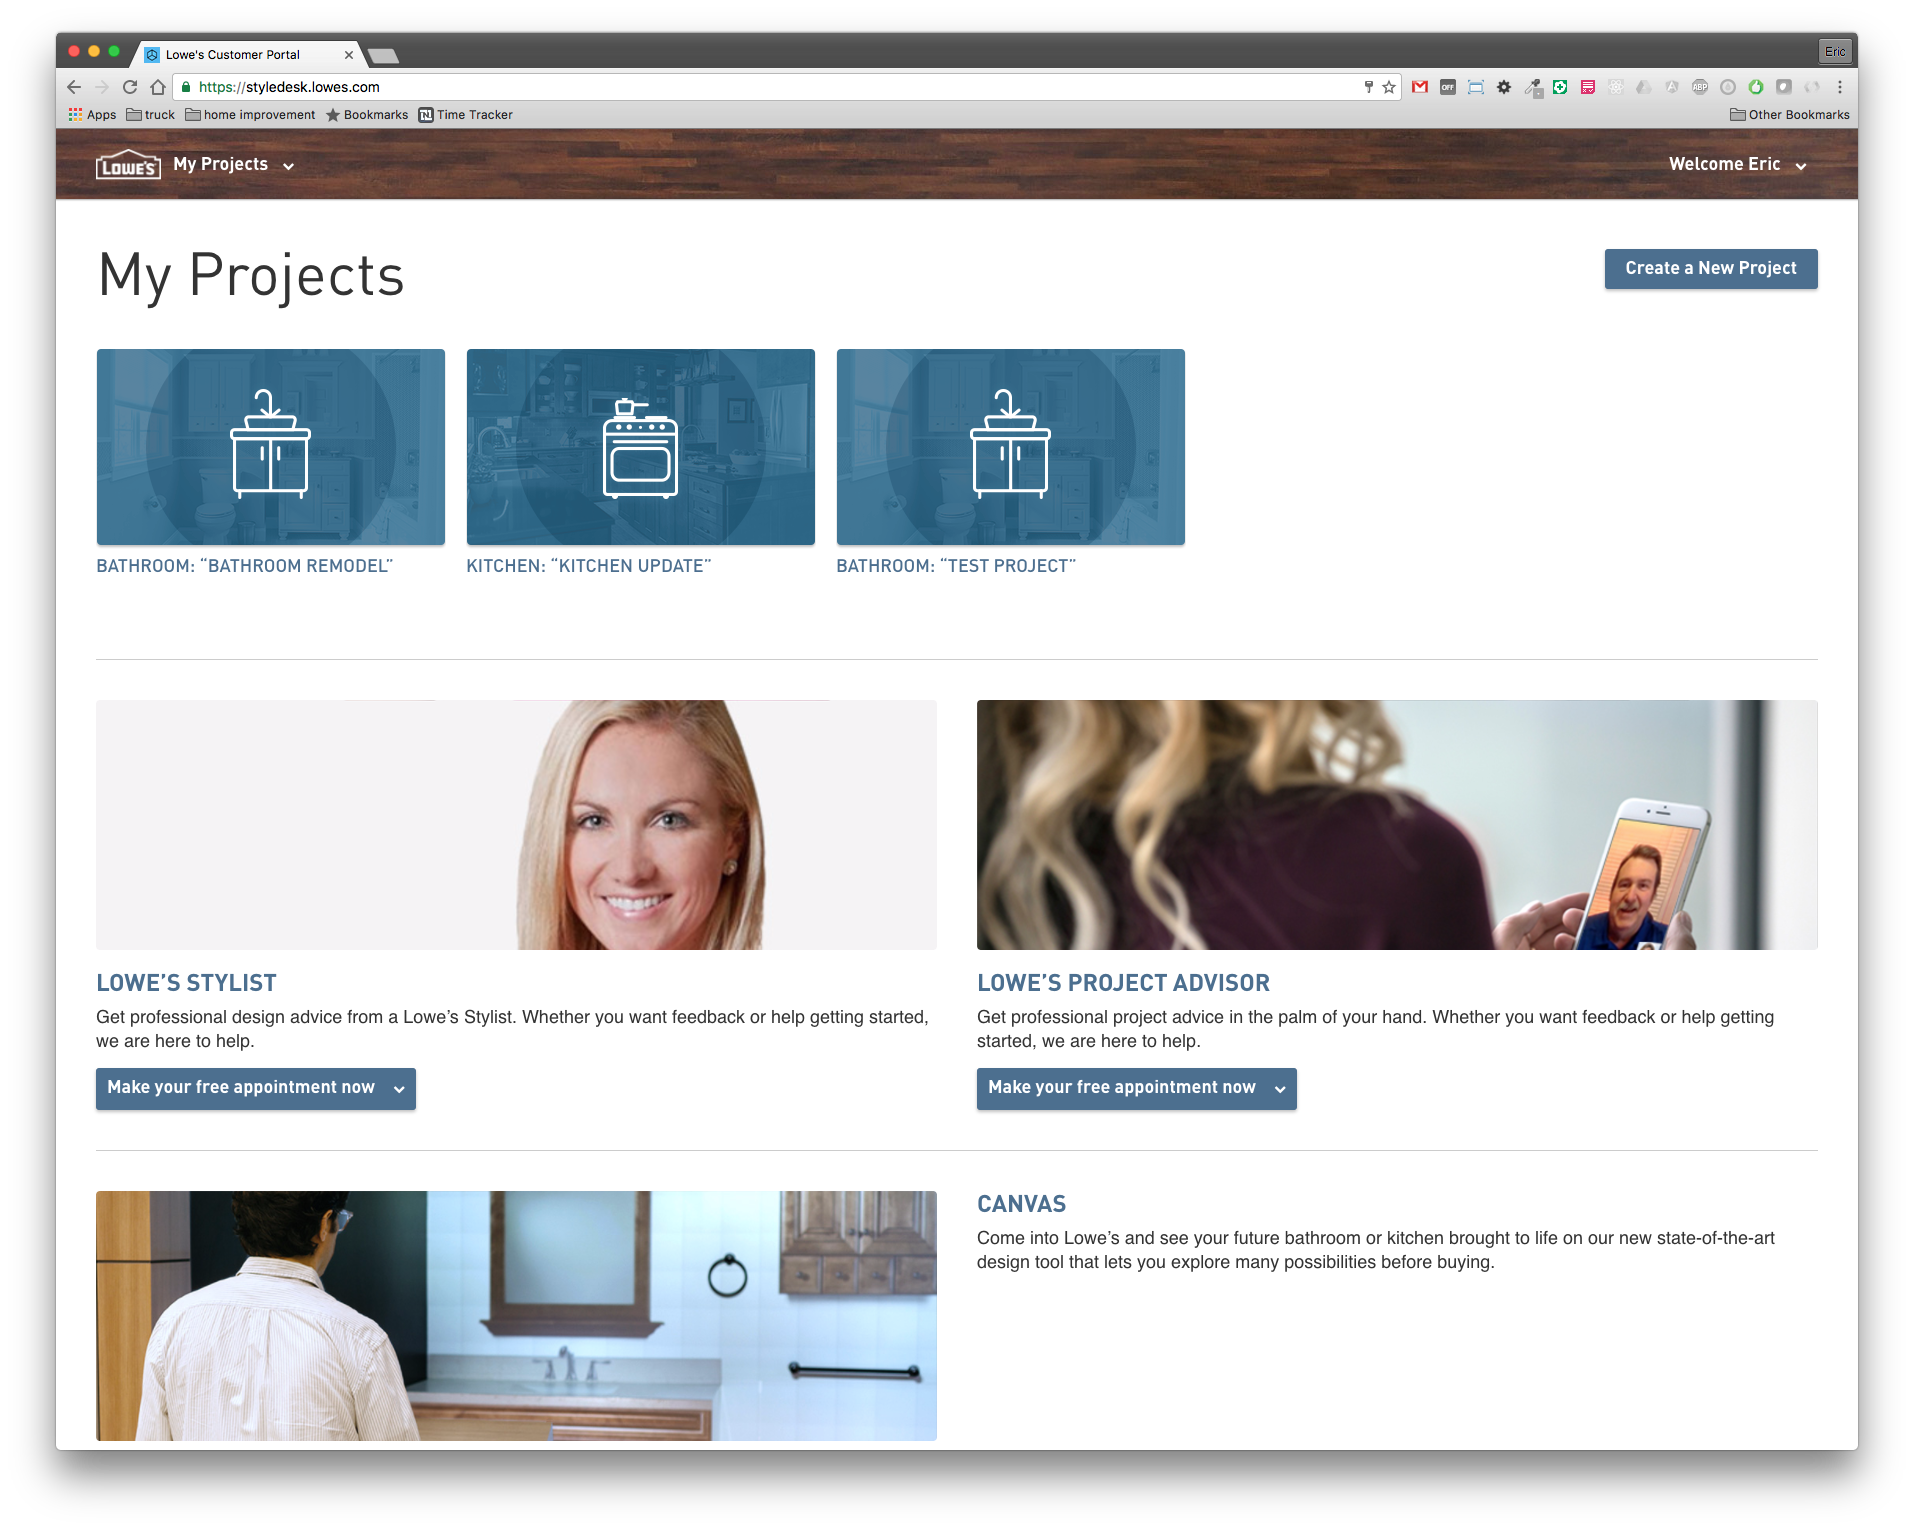 Lowe's Customer Portal
Eric
https://styledesk.lowes.com
OFF
ABP
Apps truck home improvement Bookmarks Time Tracker Other Bookmarks
LOWE'S My Projects Welcome Eric
My Projects
Create a New Project
BATHROOM: “BATHROOM REMODEL”
KITCHEN: “KITCHEN UPDATE”
BATHROOM: “TEST PROJECT”
LOWE’S STYLIST
Get professional design advice from a Lowe’s Stylist. Whether you want feedback or help getting started,
we are here to help.
Make your free appointment now
LOWE’S PROJECT ADVISOR
Get professional project advice in the palm of your hand. Whether you want feedback or help getting
started, we are here to help.
Make your free appointment now
CANVAS
Come into Lowe’s and see your future bathroom or kitchen brought to life on our new state-of-the-art
design tool that lets you explore many possibilities before buying.